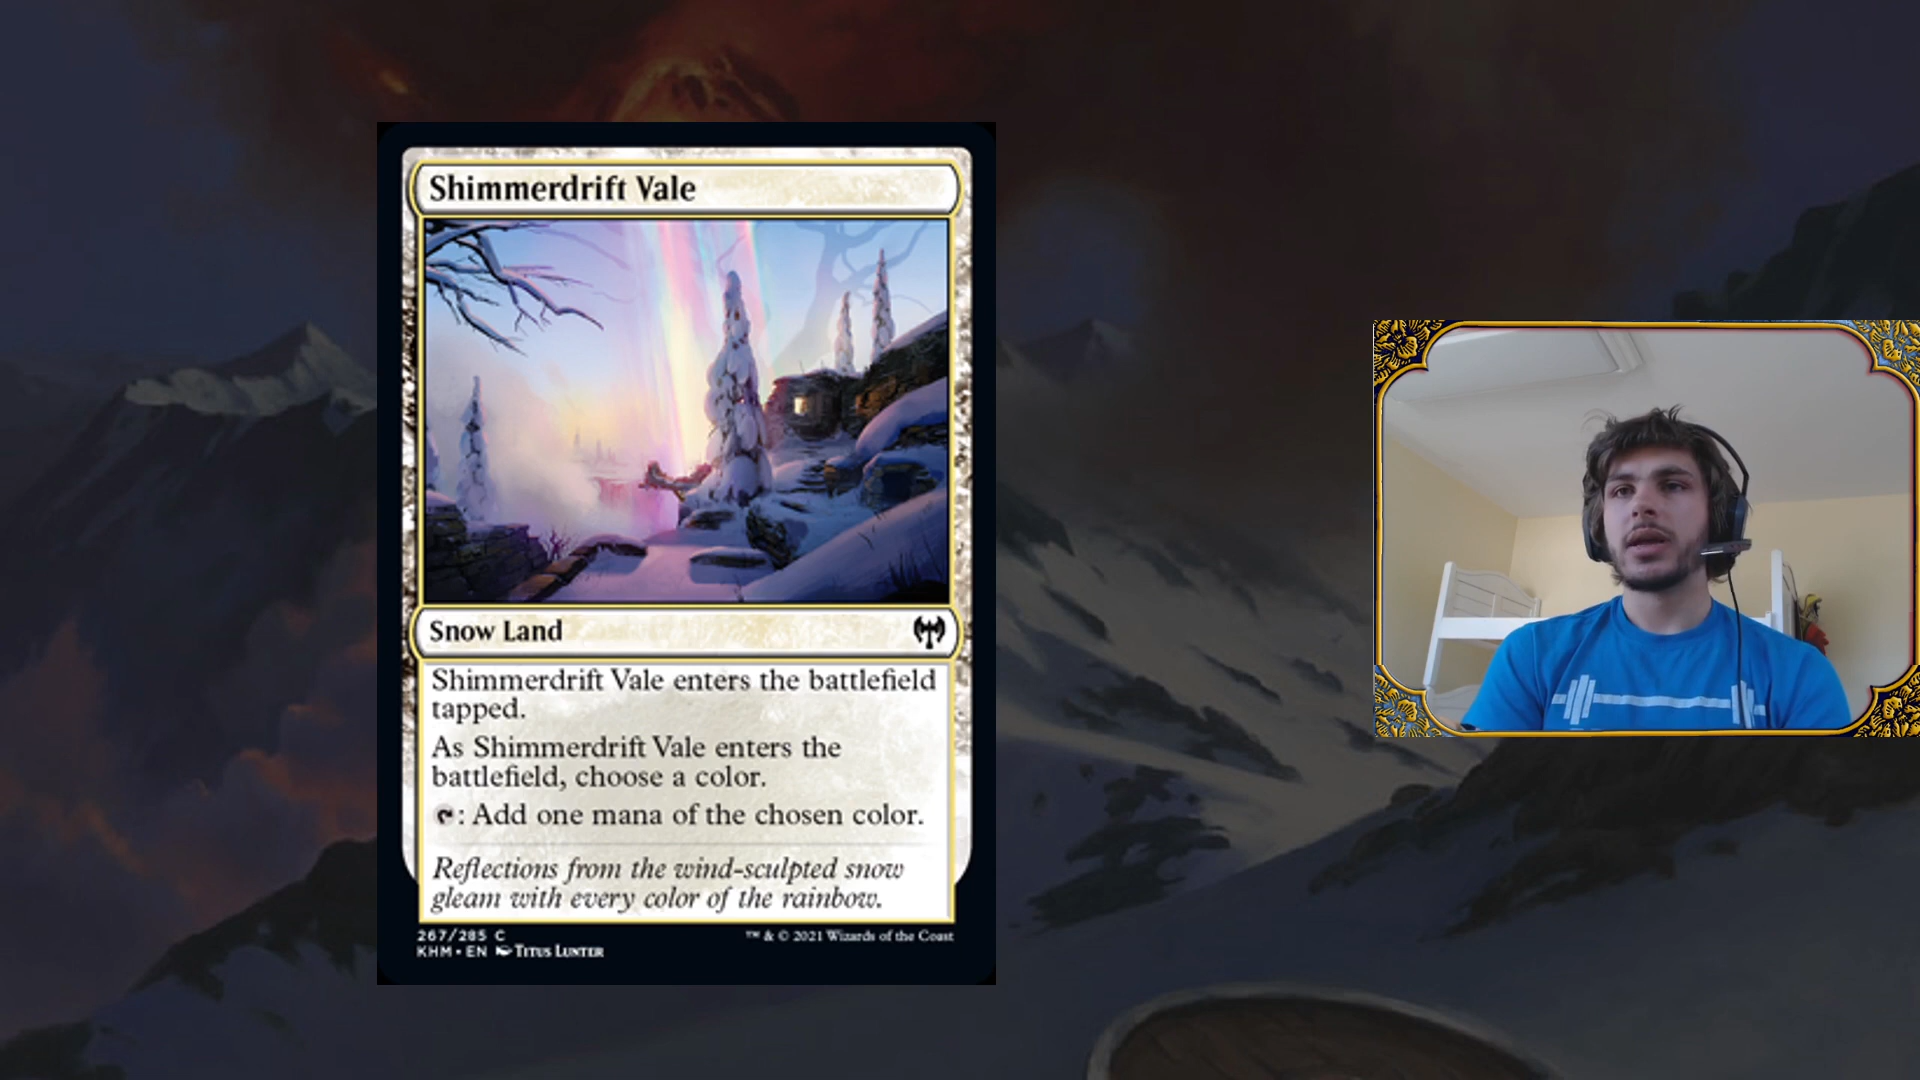 Shimmerdrift Vale
Snow Land
Shimmerdrift Vale enters the battlefield
tapped.
As Shimmerdrift Vale enters the
battlefield, choose a color.
: Add one mana of the chosen color.
Reflections from the wind-sculpted snow
gleam with every color of the rainbow.
267/285 C
™ & © 2021 Wizards of the Coast
KHM • EN Titus Lunter